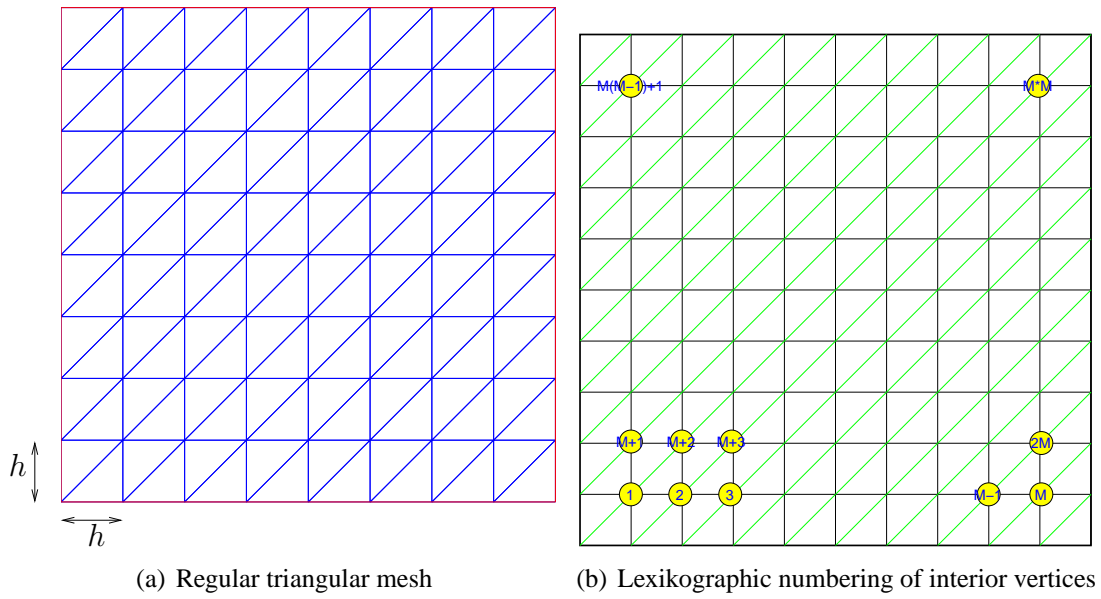 M(M−1)+1
M*M
M+1
M+2
M+3
2M
1
2
3
M−1
M
h
h
(a) Regular triangular mesh
(b) Lexikographic numbering of interior vertices